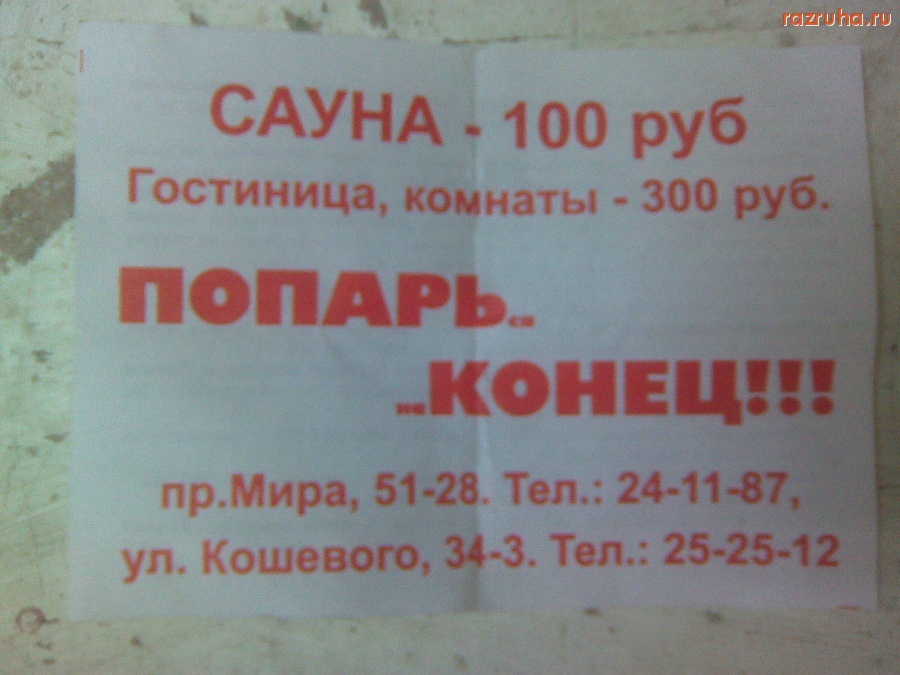 razruha.ru
САУНА - 100 руб
Гостиница, комнаты - 300 руб.
ПОПАРЬ..ся
...КОНЕЦ!!!
пр.Мира, 51-28. Тел.: 24-11-87,
ул. Кошевого, 34-3. Тел.: 25-25-12